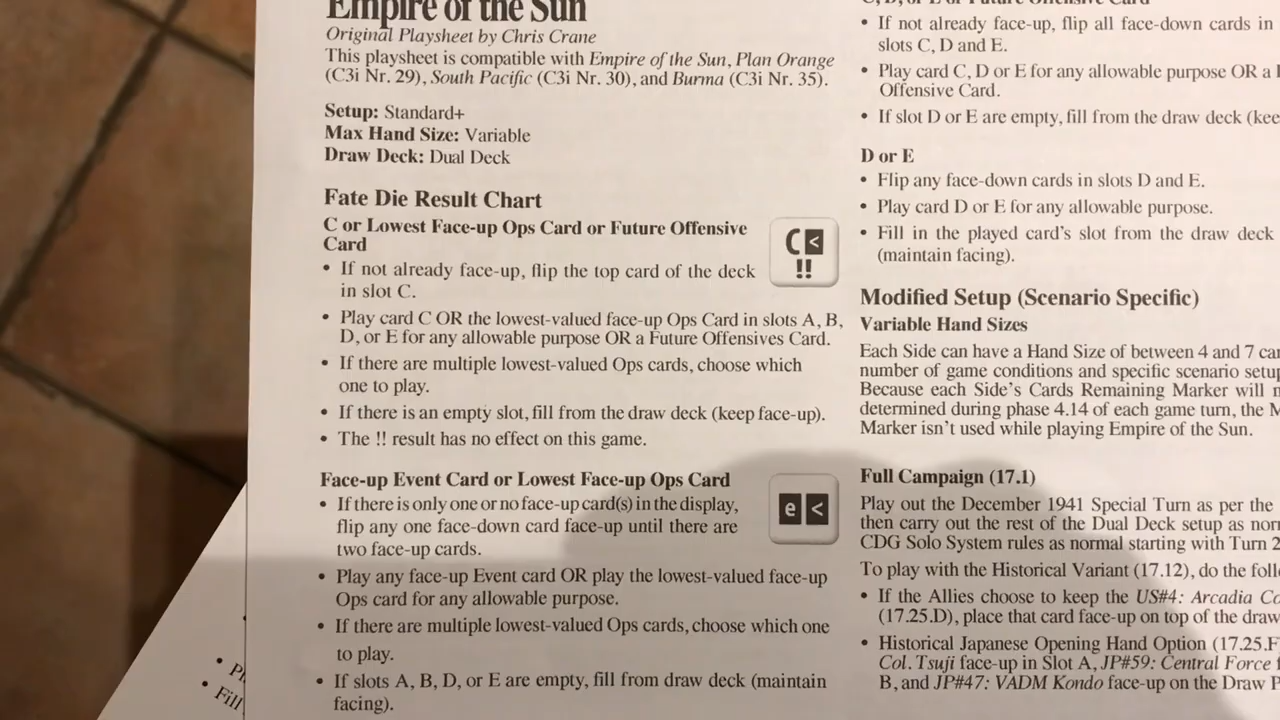 Empire of the Sun
Original Playsheet by Chris Crane
This playsheet is compatible with Empire of the Sun, Plan Orange
(C3i Nr. 29), South Pacific (C3i Nr. 30), and Burma (C3i Nr. 35).
Setup: Standard+
Max Hand Size: Variable
Draw Deck: Dual Deck
Fate Die Result Chart
C or Lowest Face-up Ops Card or Future Offensive
Card
• If not already face-up, flip the top card of the deck
in slot C.
• Play card C OR the lowest-valued face-up Ops Card in slots A, B,
D, or E for any allowable purpose OR a Future Offensives Card.
• If there are multiple lowest-valued Ops cards, choose which
one to play.
• If there is an empty slot, fill from the draw deck (keep face-up).
• The !! result has no effect on this game.
C <
!!
Face-up Event Card or Lowest Face-up Ops Card
• If there is only one or no face-up card(s) in the display,
flip any one face-down card face-up until there are
two face-up cards.
• Play any face-up Event card OR play the lowest-valued face-up
Ops card for any allowable purpose.
• If there are multiple lowest-valued Ops cards, choose which one
to play.
• If slots A, B, D, or E are empty, fill from draw deck (maintain
facing).
e <
• Fill
• If not already face-up, flip all face-down cards in
slots C, D and E.
• Play card C, D or E for any allowable purpose OR a
Offensive Card.
• If slot D or E are empty, fill from the draw deck (kee
D or E
• Flip any face-down cards in slots D and E.
• Play card D or E for any allowable purpose.
• Fill in the played card's slot from the draw deck
(maintain facing).
Modified Setup (Scenario Specific)
Variable Hand Sizes
Each Side can have a Hand Size of between 4 and 7 car
number of game conditions and specific scenario setup
Because each Side's Cards Remaining Marker will n
determined during phase 4.14 of each game turn, the M
Marker isn't used while playing Empire of the Sun.
Full Campaign (17.1)
Play out the December 1941 Special Turn as per the
then carry out the rest of the Dual Deck setup as norm
CDG Solo System rules as normal starting with Turn 2
To play with the Historical Variant (17.12), do the follo
• If the Allies choose to keep the US#4: Arcadia Co
(17.25.D), place that card face-up on top of the draw
• Historical Japanese Opening Hand Option (17.25.F
Col. Tsuji face-up in Slot A, JP#59: Central Force f
B, and JP#47: VADM Kondo face-up on the Draw P